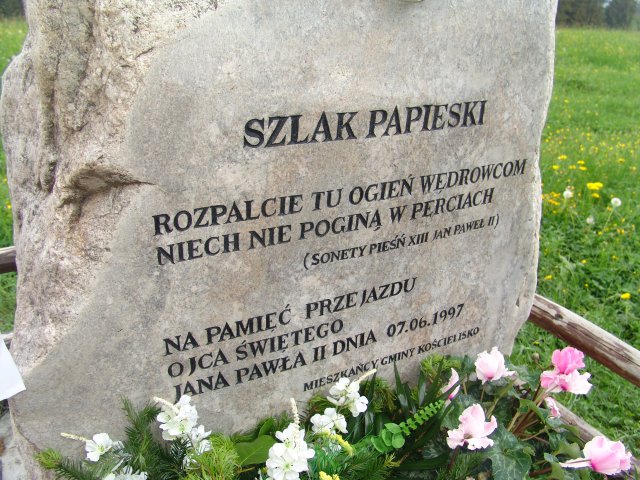 SZLAK PAPIESKI
ROZPALCIE TU OGIEŃ WĘDROWCOM
NIECH NIE POGINĄ W PERCIACH
(SONETY PIEŚŃ XIII JAN PAWEŁ II)
NA PAMIĘĆ PRZEJAZDU
OJCA ŚWIĘTEGO
JANA PAWŁA II DNIA 07.06.1997
MIESZKAŃCY GMINY KOŚCIELISKO